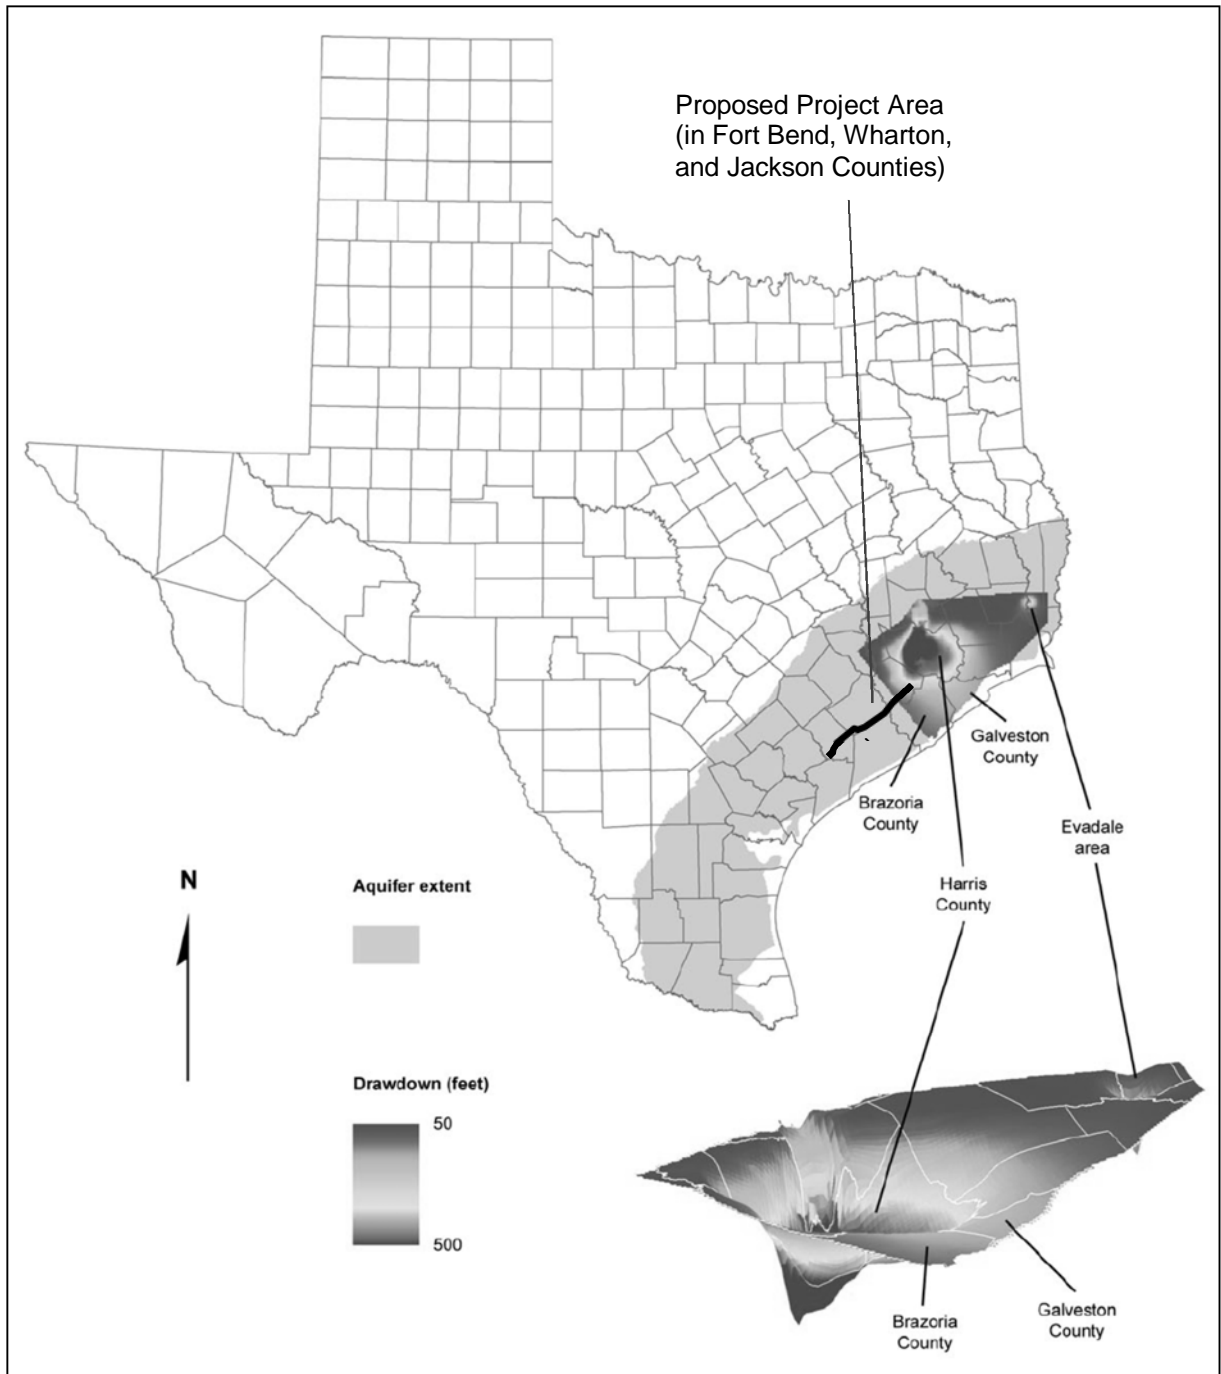 Proposed Project Area
(in Fort Bend, Wharton,
and Jackson Counties)
Galveston
County
Brazoria
County
Evadale
area
Harris
County
N
Aquifer extent
Drawdown (feet)
50
500
Brazoria
County
Galveston
County